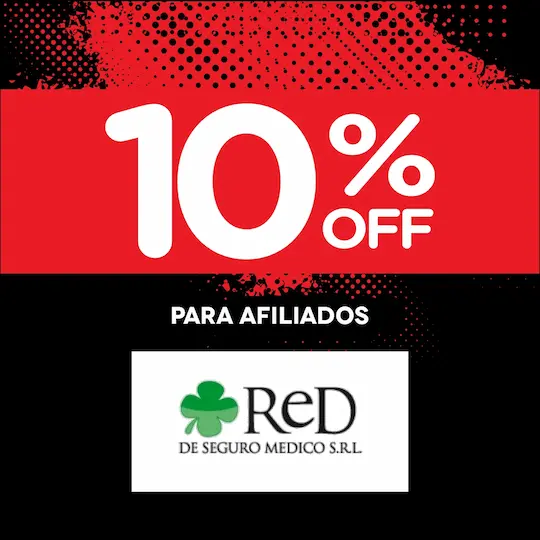 10%
OFF
PARA AFILIADOS
ReD
DE SEGURO MEDICO S.R.L.